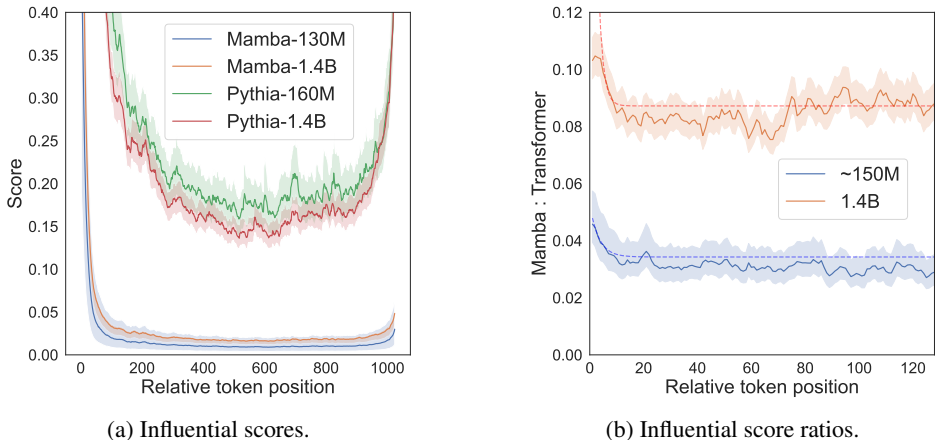 0.40
0.35
0.30
0.25
0.20
0.15
0.10
0.05
0.00
Score
Mamba-130M
Mamba-1.4B
Pythia-160M
Pythia-1.4B
0 200 400 600 800 1000
Relative token position
(a) Influential scores.
0.12
0.10
0.08
0.06
0.04
0.02
0.00
Mamba : Transformer
~150M
1.4B
0 20 40 60 80 100 120
Relative token position
(b) Influential score ratios.